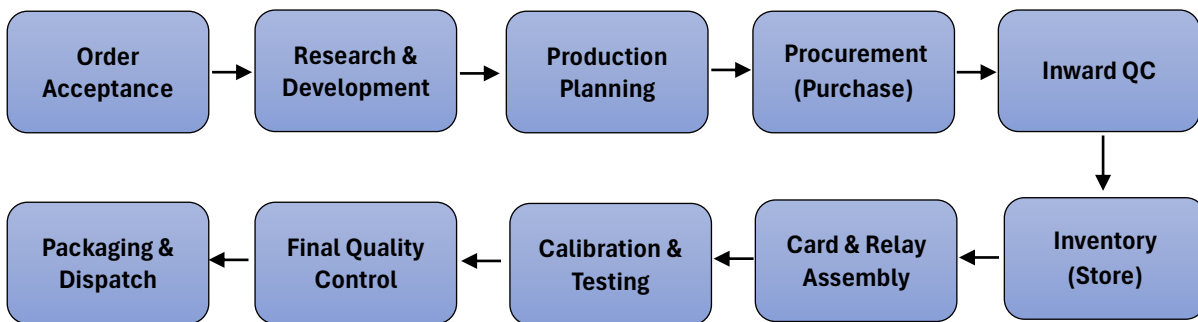 Order
Acceptance
Research &
Development
Production
Planning
Procurement
(Purchase)
Inward QC
Inventory
(Store)
Card & Relay
Assembly
Calibration &
Testing
Final Quality
Control
Packaging &
Dispatch